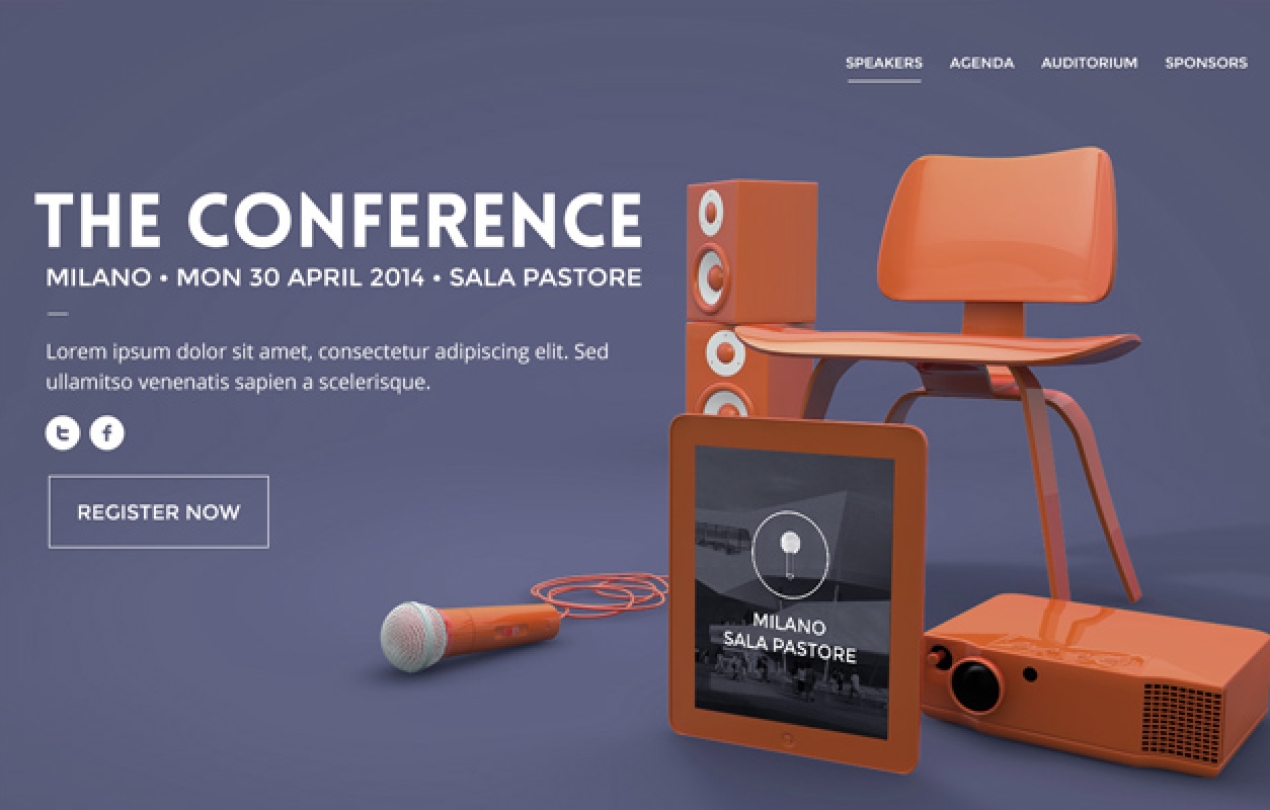 SPEAKERS AGENDA AUDITORIUM SPONSORS
THE CONFERENCE
MILANO • MON 30 APRIL 2014 • SALA PASTORE
Lorem ipsum dolor sit amet, consectetur adipiscing elit. Sed
ullamitso venenatis sapien a scelerisque.
REGISTER NOW
MILANO
SALA PASTORE